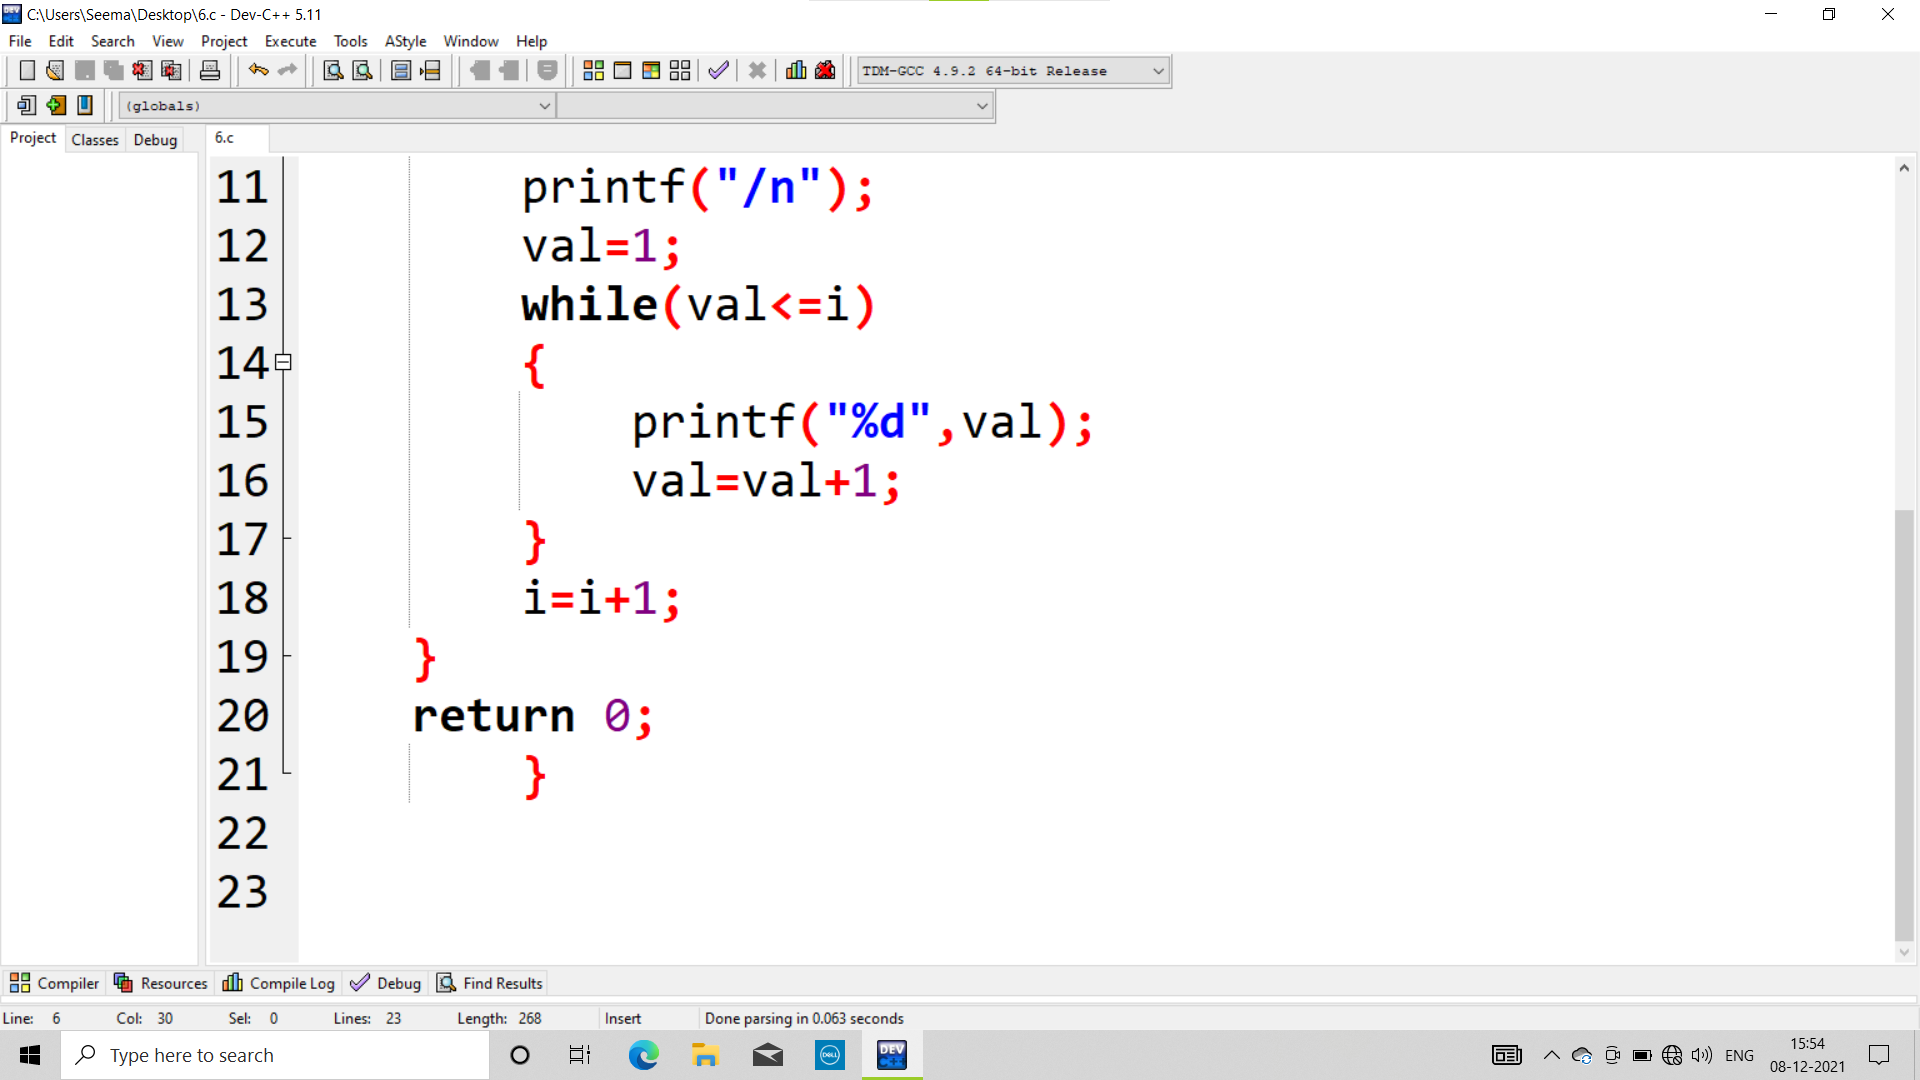 C:\Users\Seema\Desktop\6.c - Dev-C++ 5.11
File Edit Search View Project Execute Tools AStyle Window Help
TDM-GCC 4.9.2 64-bit Release
(globals)
Project Classes Debug 6.c
11 printf("/n");
12 val=1;
13 while(val<=i)
14 {
15 printf("%d",val);
16 val=val+1;
17 }
18 i=i+1;
19 }
20 return 0;
21 }
22
23
Compiler Resources Compile Log Debug Find Results
Line: 6 Col: 30 Sel: 0 Lines: 23 Length: 268 Insert Done parsing in 0.063 seconds
Type here to search DELL DEV C++ ENG 15:54
08-12-2021